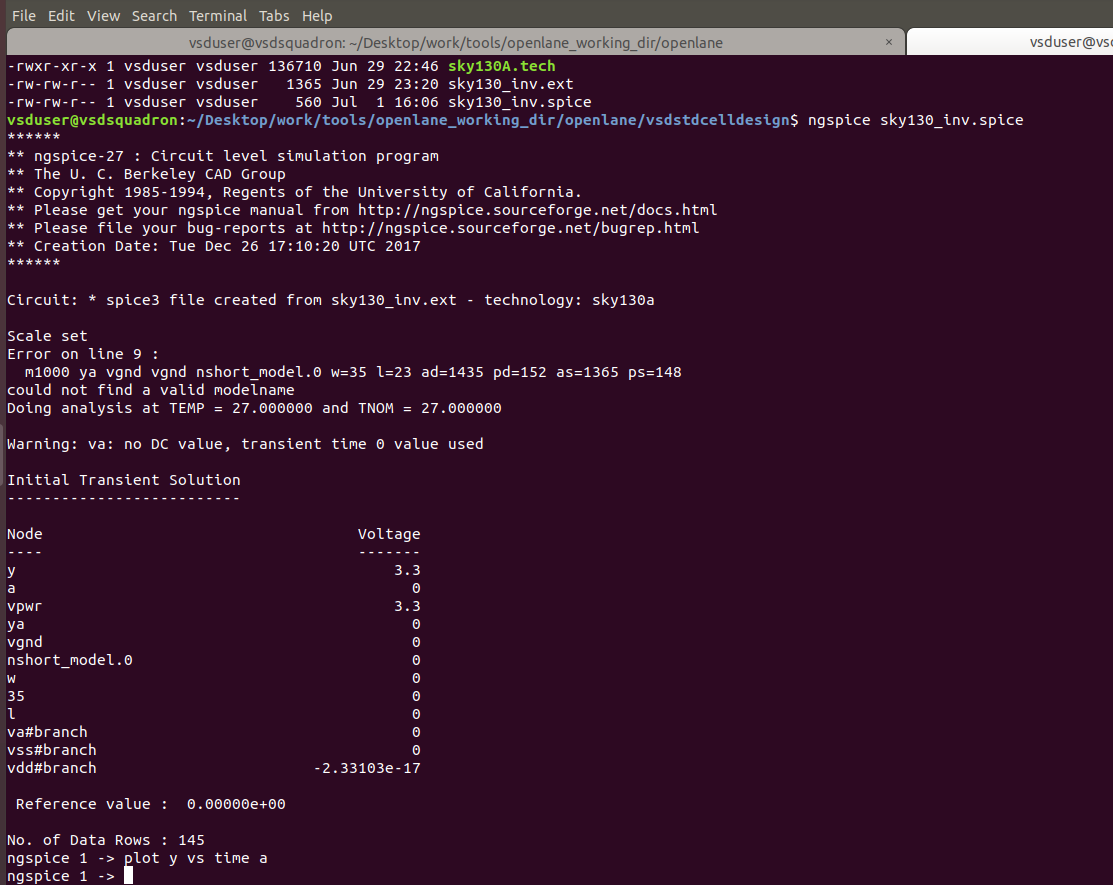 File Edit View Search Terminal Tabs Help
vsduser@vsdsquadron: ~/Desktop/work/tools/openlane_working_dir/openlane × vsduser@vsd
-rwxr-xr-x 1 vsduser vsduser 136710 Jun 29 22:46 sky130A.tech
-rw-rw-r-- 1 vsduser vsduser   1365 Jun 29 23:20 sky130_inv.ext
-rw-rw-r-- 1 vsduser vsduser    560 Jul  1 16:06 sky130_inv.spice
vsduser@vsdsquadron:~/Desktop/work/tools/openlane_working_dir/openlane/vsdstdcelldesign$ ngspice sky130_inv.spice
******
** ngspice-27 : Circuit level simulation program
** The U. C. Berkeley CAD Group
** Copyright 1985-1994, Regents of the University of California.
** Please get your ngspice manual from http://ngspice.sourceforge.net/docs.html
** Please file your bug-reports at http://ngspice.sourceforge.net/bugrep.html
** Creation Date: Tue Dec 26 17:10:20 UTC 2017
******
Circuit: * spice3 file created from sky130_inv.ext - technology: sky130a
Scale set
Error on line 9 :
  m1000 ya vgnd vgnd nshort_model.0 w=35 l=23 ad=1435 pd=152 as=1365 ps=148
could not find a valid modelname
Doing analysis at TEMP = 27.000000 and TNOM = 27.000000
Warning: va: no DC value, transient time 0 value used
Initial Transient Solution
--------------------------
Node                                   Voltage
----                                   -------
y                                          3.3
a                                            0
vpwr                                       3.3
ya                                           0
vgnd                                         0
nshort_model.0                               0
w                                            0
35                                           0
l                                            0
va#branch                                    0
vss#branch                                   0
vdd#branch                        -2.33103e-17
 Reference value :  0.00000e+00
No. of Data Rows : 145
ngspice 1 -> plot y vs time a
ngspice 1 ->